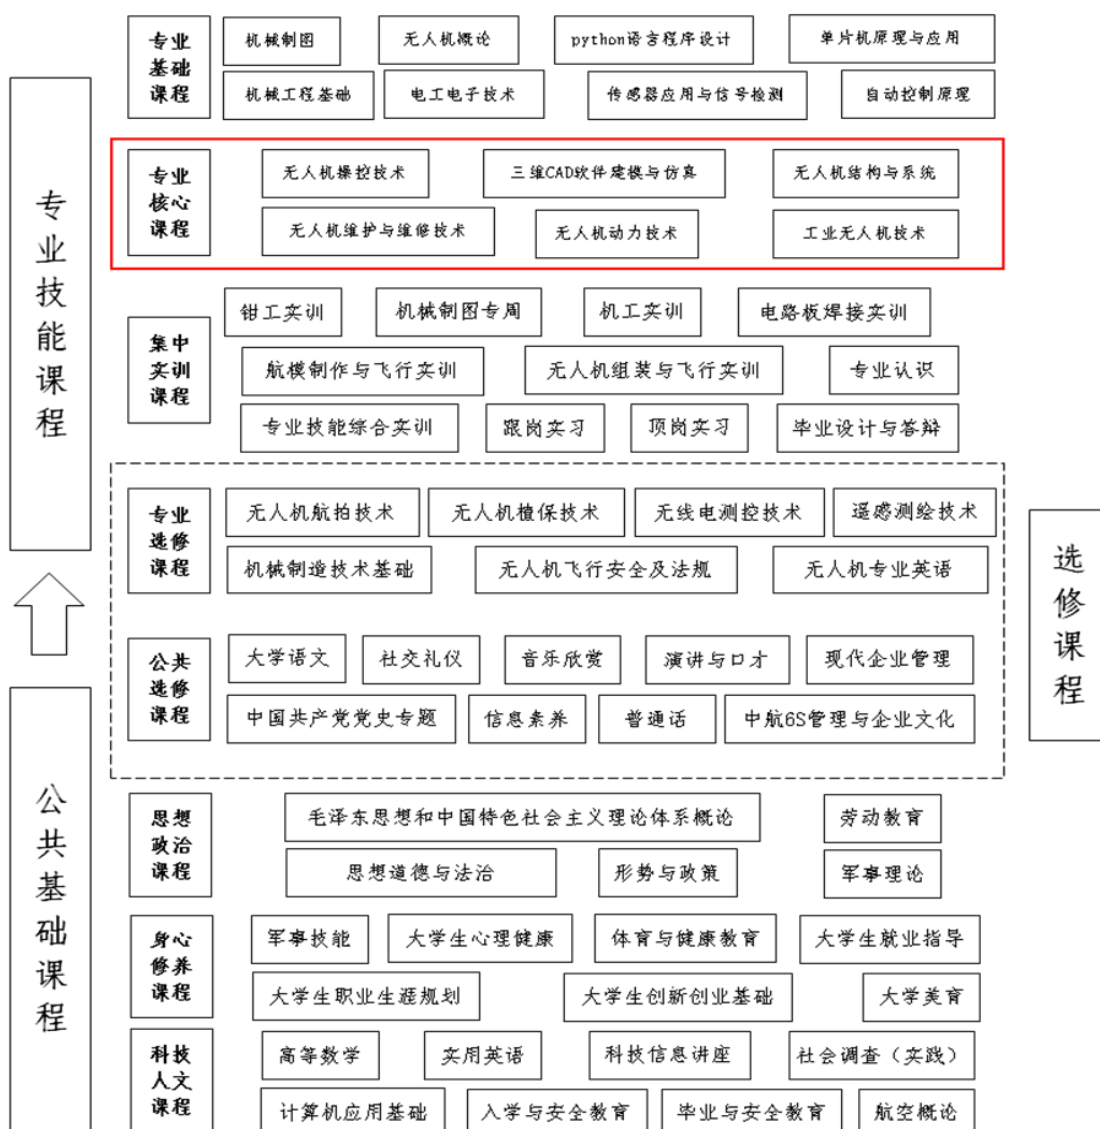 专业基础课程
机械制图
无人机概论
python语言程序设计
单片机原理与应用
机械工程基础
电工电子技术
传感器应用与信号检测
自动控制原理
专业技能课程
专业核心课程
无人机操控技术
三维CAD软件建模与仿真
无人机结构与系统
无人机维护与维修技术
无人机动力技术
工业无人机技术
集中实训课程
钳工实训
机械制图专周
机工实训
电路板焊接实训
航模制作与飞行实训
无人机组装与飞行实训
专业认识
专业技能综合实训
跟岗实习
顶岗实习
毕业设计与答辩
专业选修课程
无人机航拍技术
无人机植保技术
无线电测控技术
遥感测绘技术
机械制造技术基础
无人机飞行安全及法规
无人机专业英语
选修课程
公共选修课程
大学语文
社交礼仪
音乐欣赏
演讲与口才
现代企业管理
中国共产党党史专题
信息素养
普通话
中航6S管理与企业文化
公共基础课程
思想政治课程
毛泽东思想和中国特色社会主义理论体系概论
劳动教育
思想道德与法治
形势与政策
军事理论
身心修养课程
军事技能
大学生心理健康
体育与健康教育
大学生就业指导
大学生职业生涯规划
大学生创新创业基础
大学美育
科技人文课程
高等数学
实用英语
科技信息讲座
社会调查（实践）
计算机应用基础
入学与安全教育
毕业与安全教育
航空概论